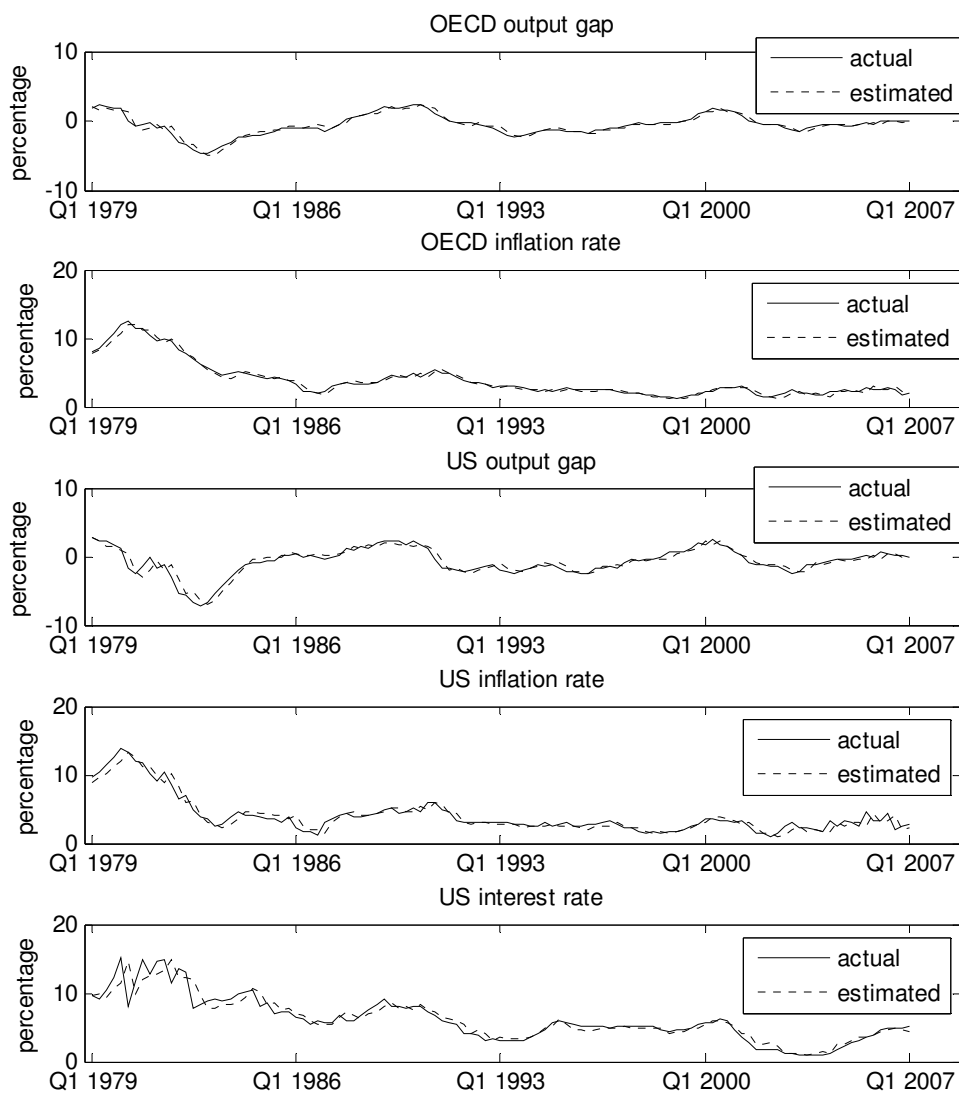 OECD output gap
10
0
-10
percentage
actual
estimated
Q1 1979 Q1 1986 Q1 1993 Q1 2000 Q1 2007
OECD inflation rate
20
10
0
percentage
actual
estimated
Q1 1979 Q1 1986 Q1 1993 Q1 2000 Q1 2007
US output gap
10
0
-10
percentage
actual
estimated
Q1 1979 Q1 1986 Q1 1993 Q1 2000 Q1 2007
US inflation rate
20
10
0
percentage
actual
estimated
Q1 1979 Q1 1986 Q1 1993 Q1 2000 Q1 2007
US interest rate
20
10
0
percentage
actual
estimated
Q1 1979 Q1 1986 Q1 1993 Q1 2000 Q1 2007